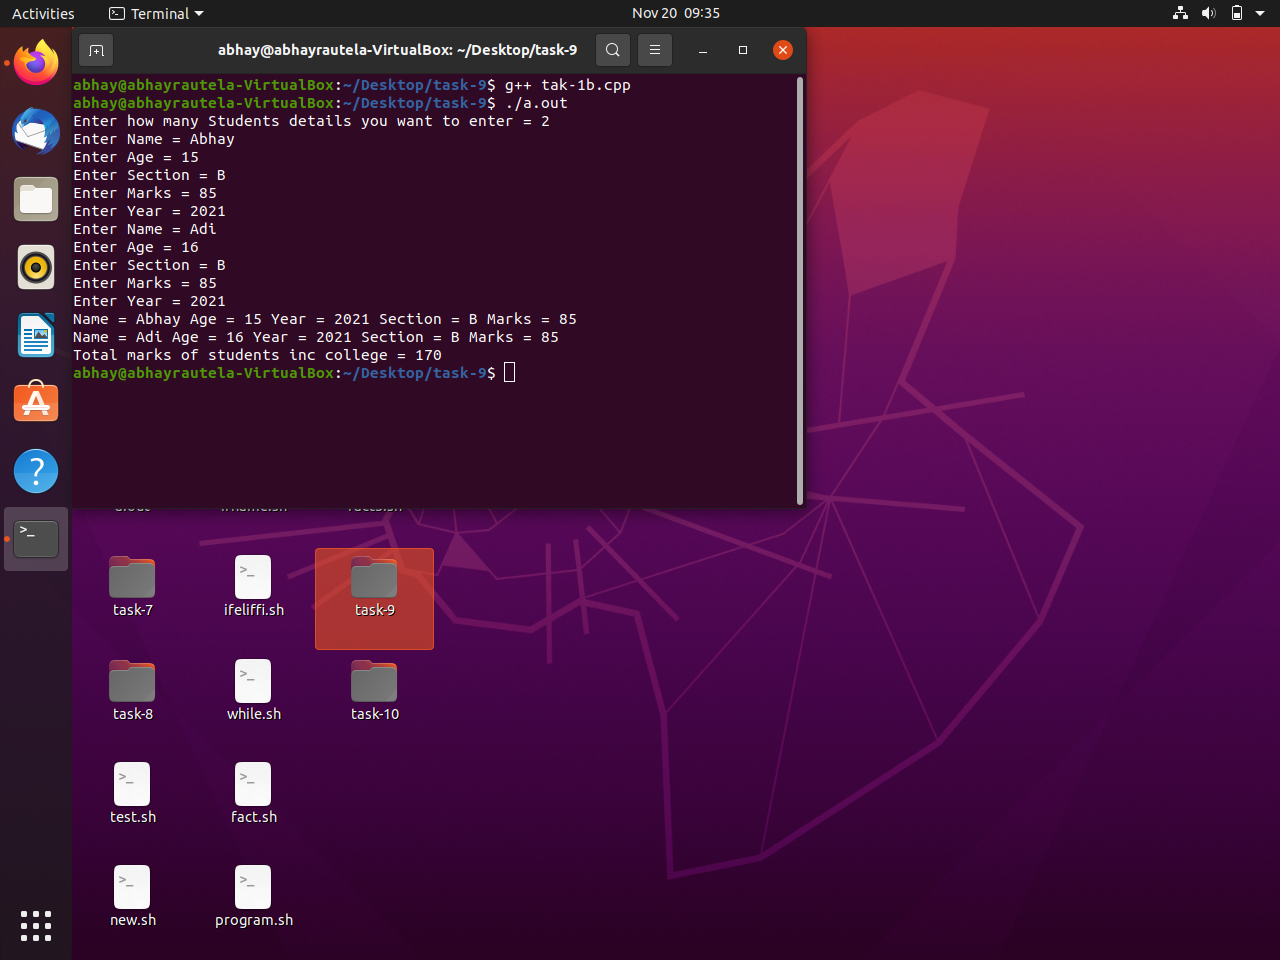 Activities Terminal Nov 20 09:35
abhay@abhayrautela-VirtualBox: ~/Desktop/task-9
abhay@abhayrautela-VirtualBox:~/Desktop/task-9$ g++ tak-1b.cpp
abhay@abhayrautela-VirtualBox:~/Desktop/task-9$ ./a.out
Enter how many Students details you want to enter = 2
Enter Name = Abhay
Enter Age = 15
Enter Section = B
Enter Marks = 85
Enter Year = 2021
Enter Name = Adi
Enter Age = 16
Enter Section = B
Enter Marks = 85
Enter Year = 2021
Name = Abhay Age = 15 Year = 2021 Section = B Marks = 85
Name = Adi Age = 16 Year = 2021 Section = B Marks = 85
Total marks of students inc college = 170
abhay@abhayrautela-VirtualBox:~/Desktop/task-9$
task-7 ifeliffi.sh task-9
task-8 while.sh task-10
test.sh fact.sh
new.sh program.sh